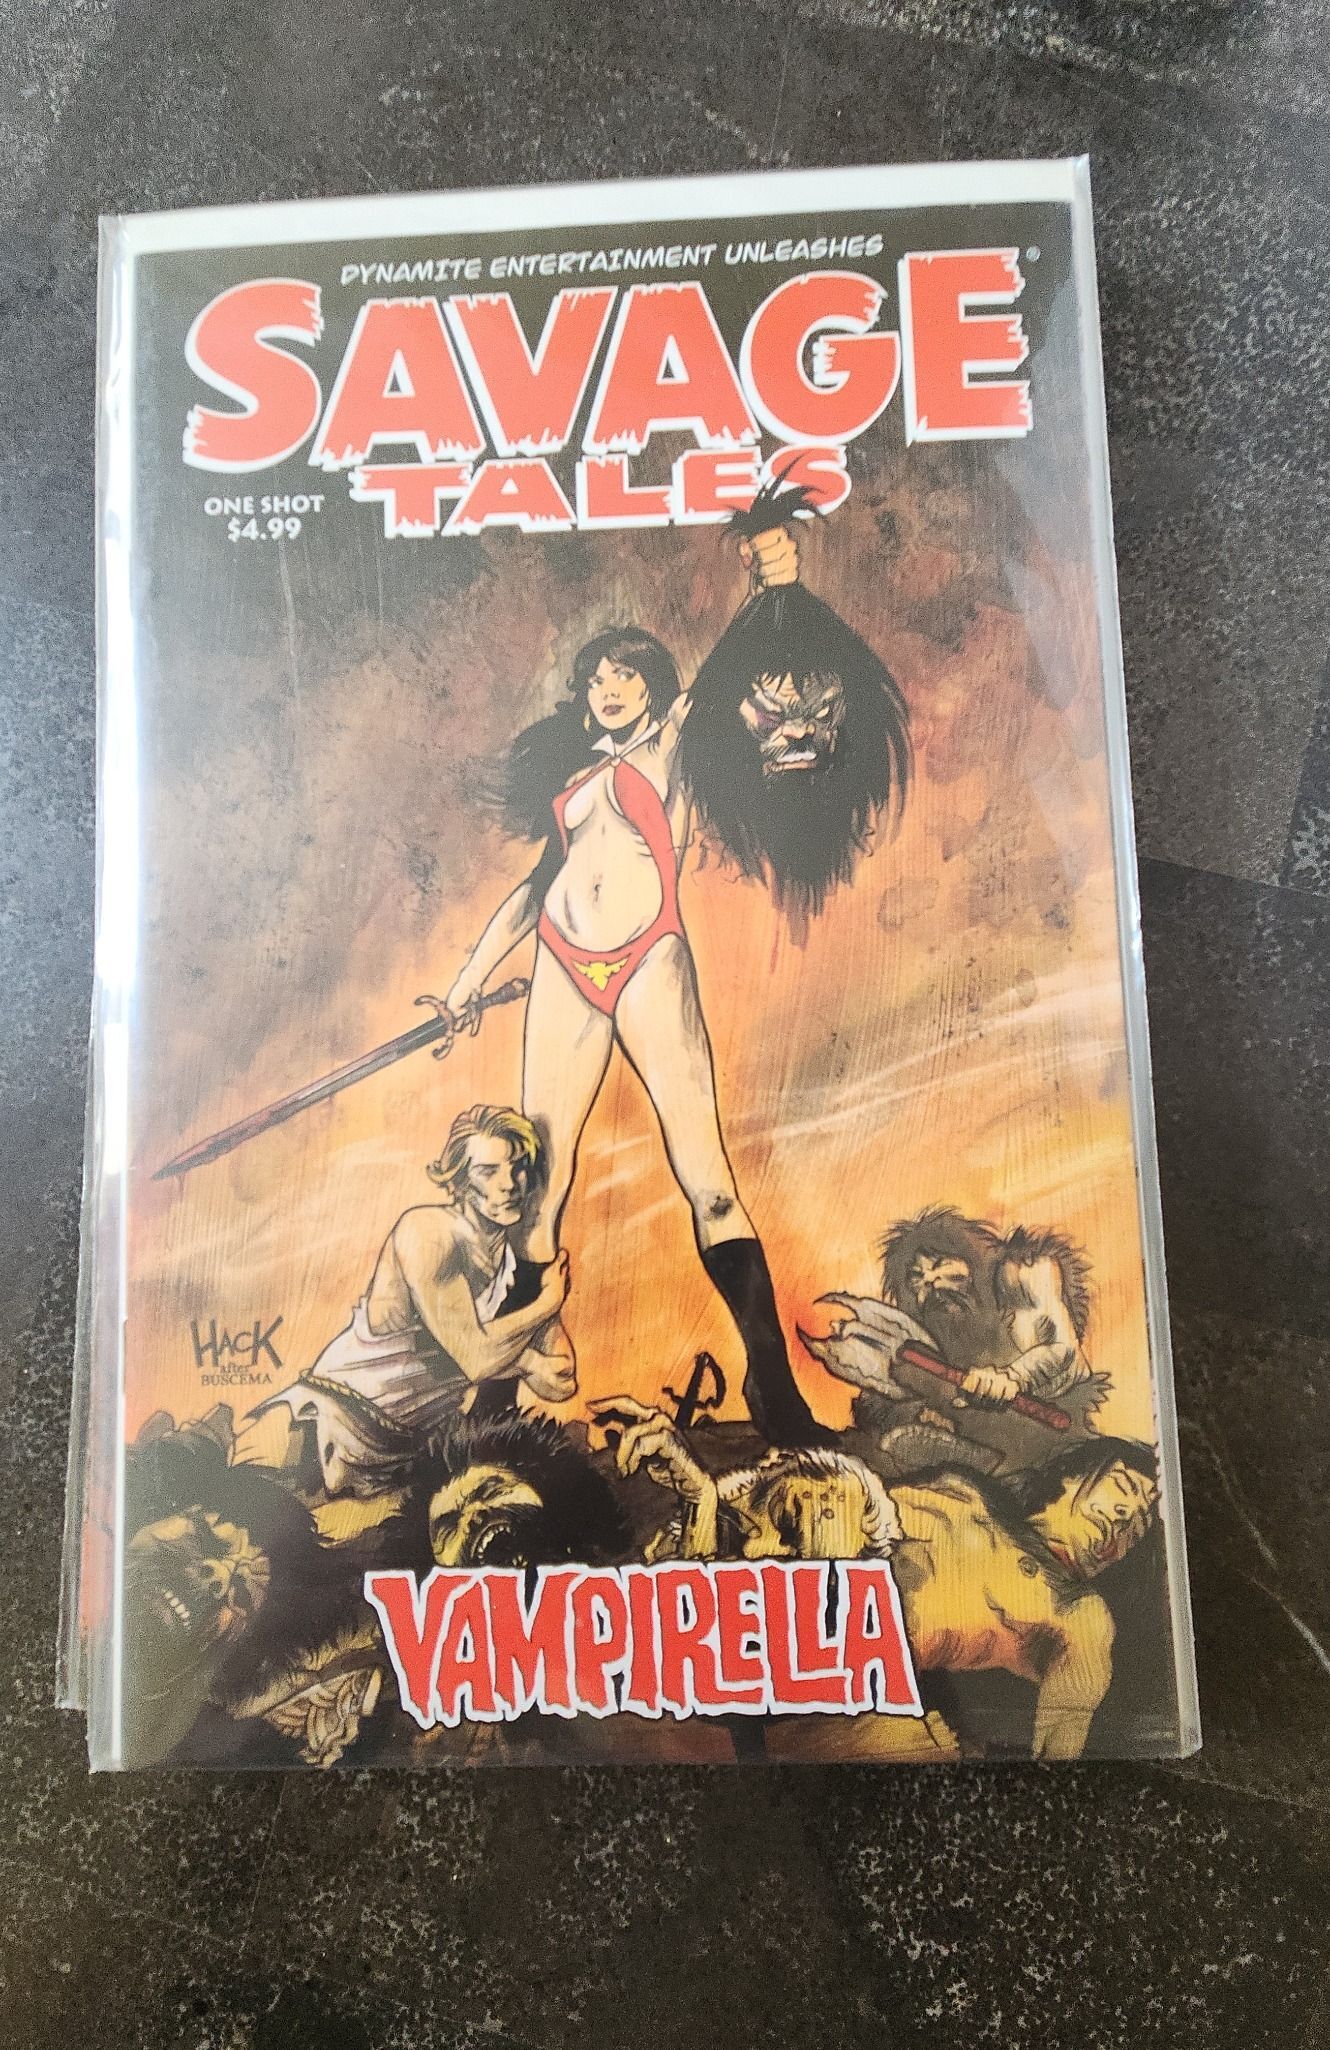 DYNAMITE ENTERTAINMENT UNLEASHES
SAVAGE
®
TALES
ONE SHOT
$4.99
HACK
after
BUSCEMA
VAMPIRELLA